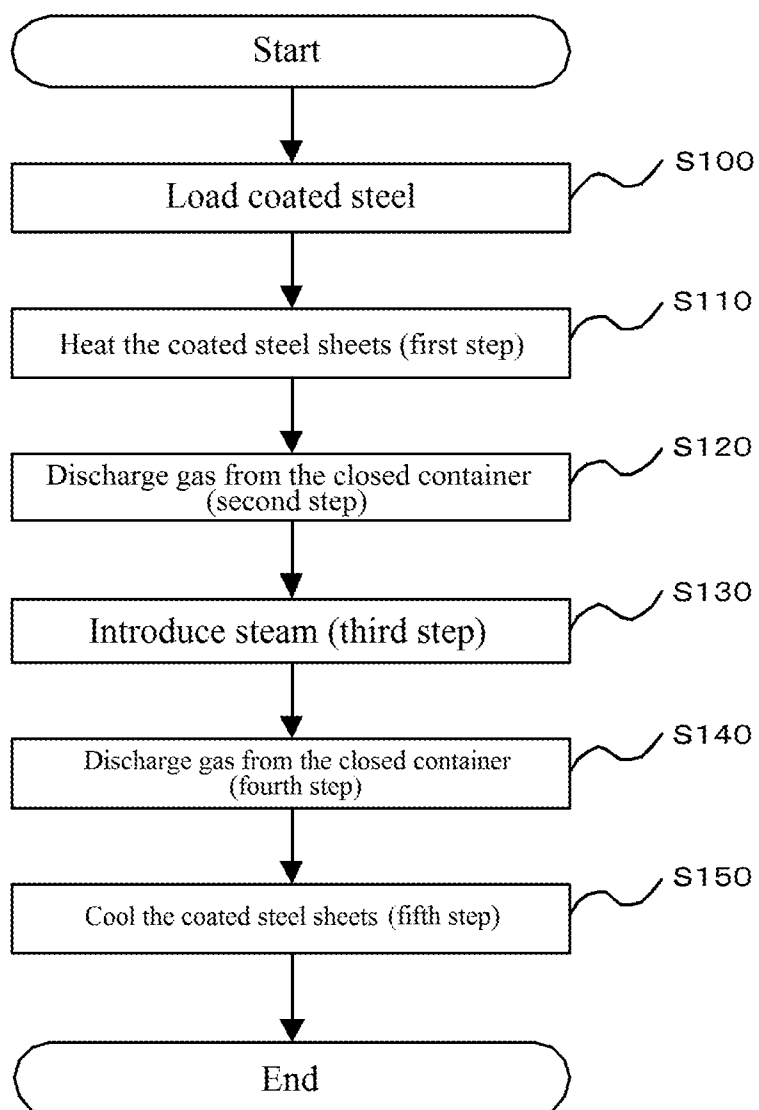 Start
S100
Load coated steel
S110
Heat the coated steel sheets (first step)
S120
Discharge gas from the closed container
(second step)
S130
Introduce steam (third step)
S140
Discharge gas from the closed container
(fourth step)
S150
Cool the coated steel sheets (fifth step)
End